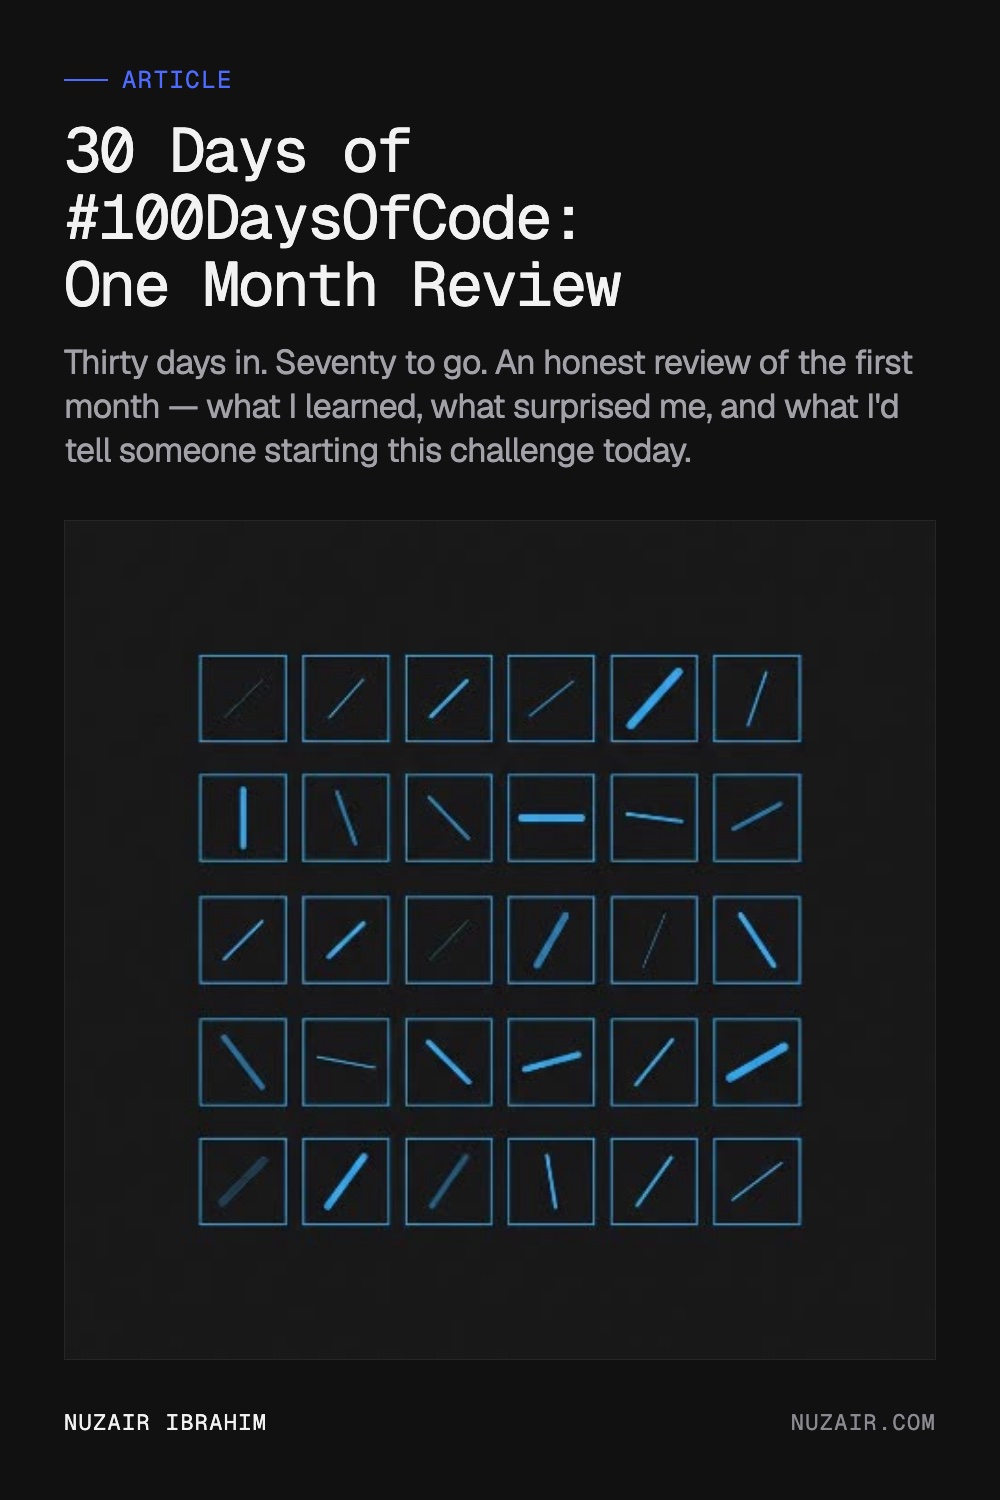 ARTICLE
30 Days of
#100DaysOfCode:
One Month Review
Thirty days in. Seventy to go. An honest review of the first
month — what I learned, what surprised me, and what I'd
tell someone starting this challenge today.
NUZAIR IBRAHIM
NUZAIR.COM